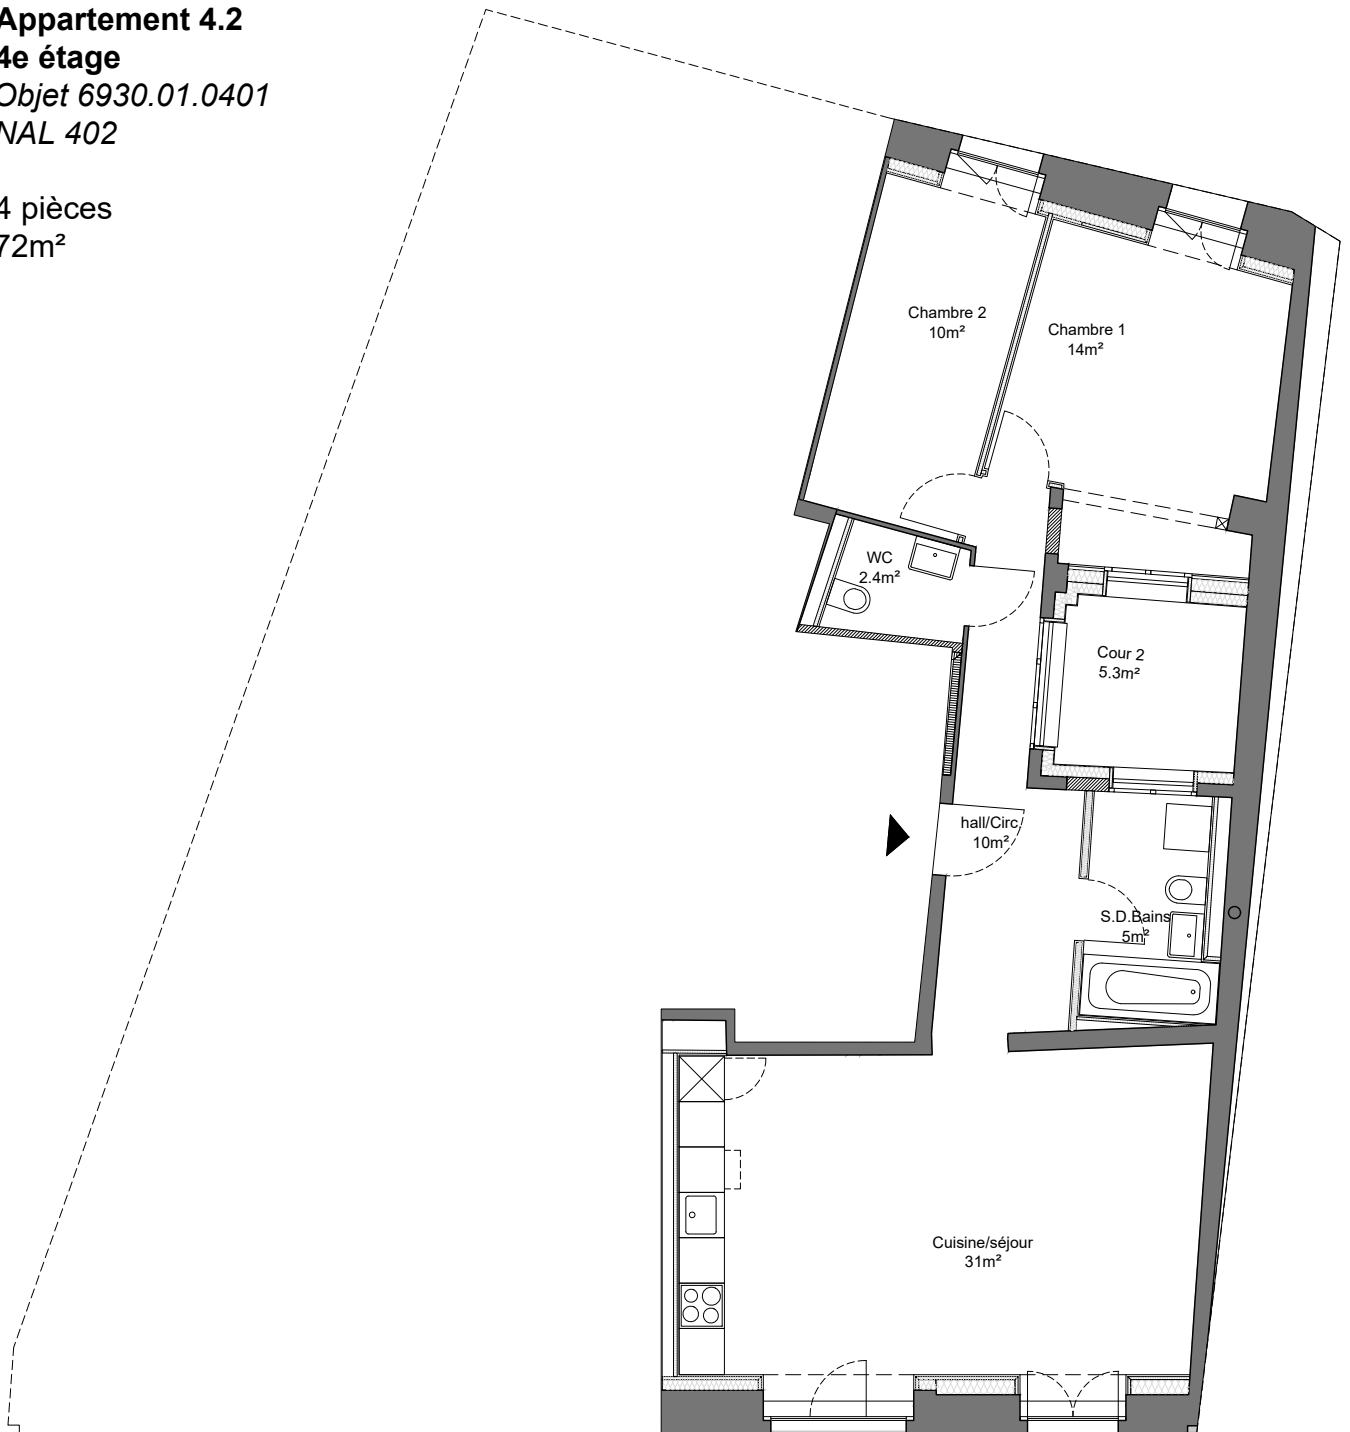 Appartement 4.2
4e étage
Objet 6930.01.0401
NAL 402
4 pièces
72m²
Chambre 2
10m²
Chambre 1
14m²
WC
2.4m²
Cour 2
5.3m²
hall/Circ
10m²
S.D.Bains
5m²
Cuisine/séjour
31m²